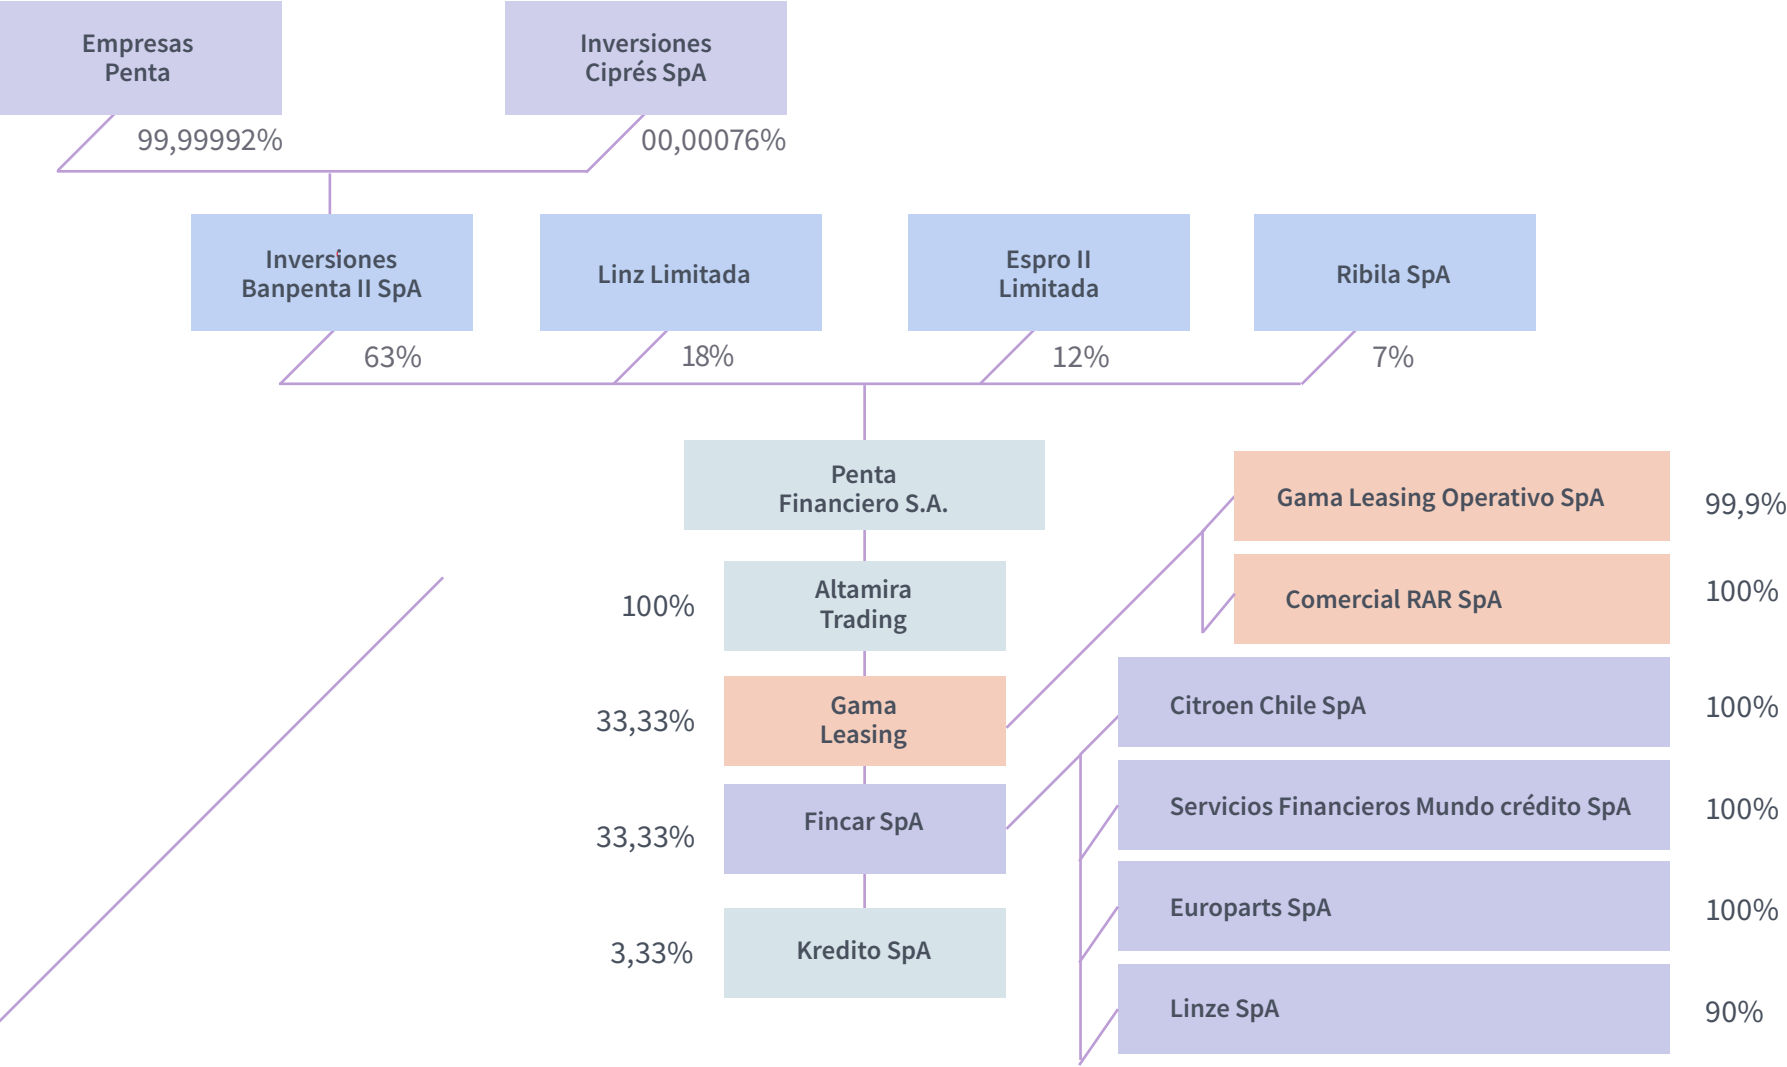 Empresas
Penta
Inversiones
Ciprés SpA
99,99992%
00,00076%
Inversiones
Banpenta II SpA
Linz Limitada
Espro II
Limitada
Ribila SpA
63%
18%
12%
7%
Penta
Financiero S.A.
Gama Leasing Operativo SpA
99,9%
100%
Altamira
Trading
Comercial RAR SpA
100%
33,33%
Gama
Leasing
Citroen Chile SpA
100%
33,33%
Fincar SpA
Servicios Financieros Mundo crédito SpA
100%
Europarts SpA
100%
3,33%
Kredito SpA
Linze SpA
90%